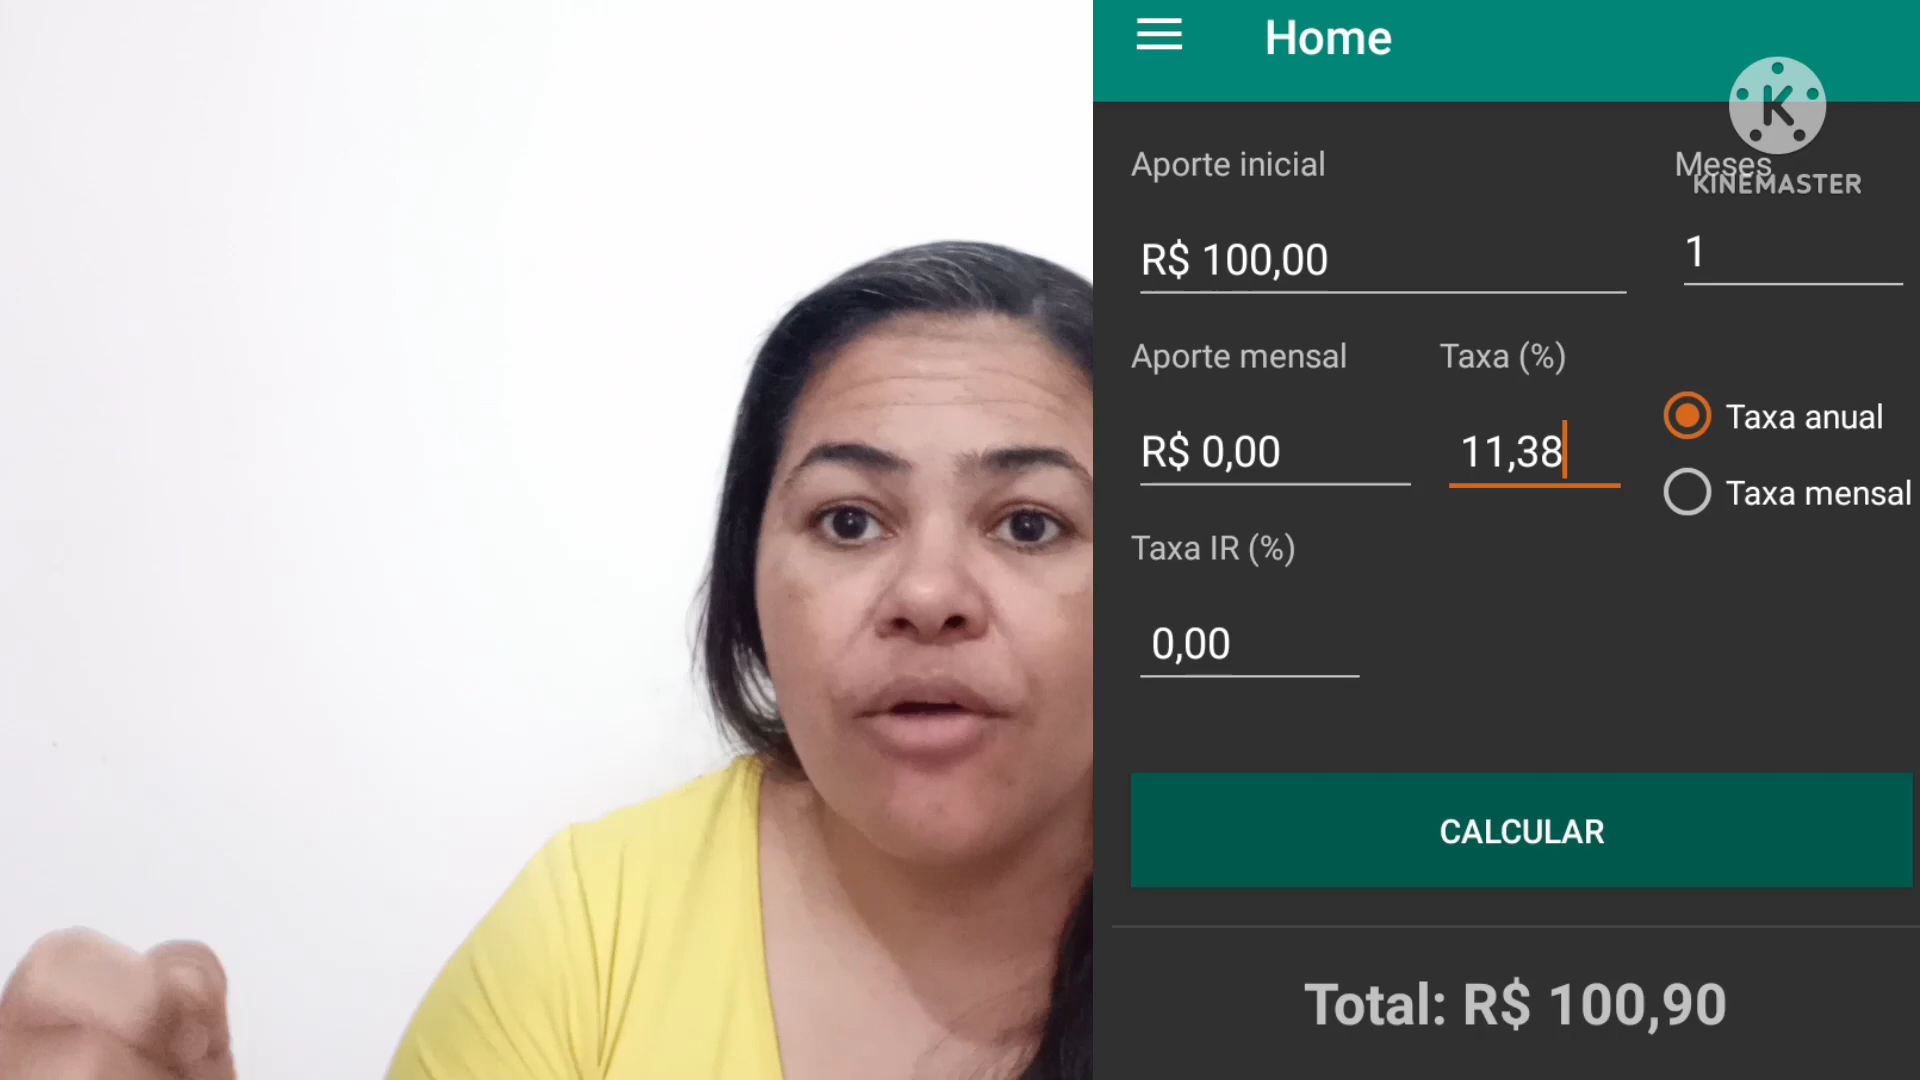 Home
K
KINEMASTER
Aporte inicial
Meses
R$ 100,00
1
Aporte mensal
Taxa (%)
R$ 0,00
11,38
Taxa anual
Taxa mensal
Taxa IR (%)
0,00
CALCULAR
Total: R$ 100,90